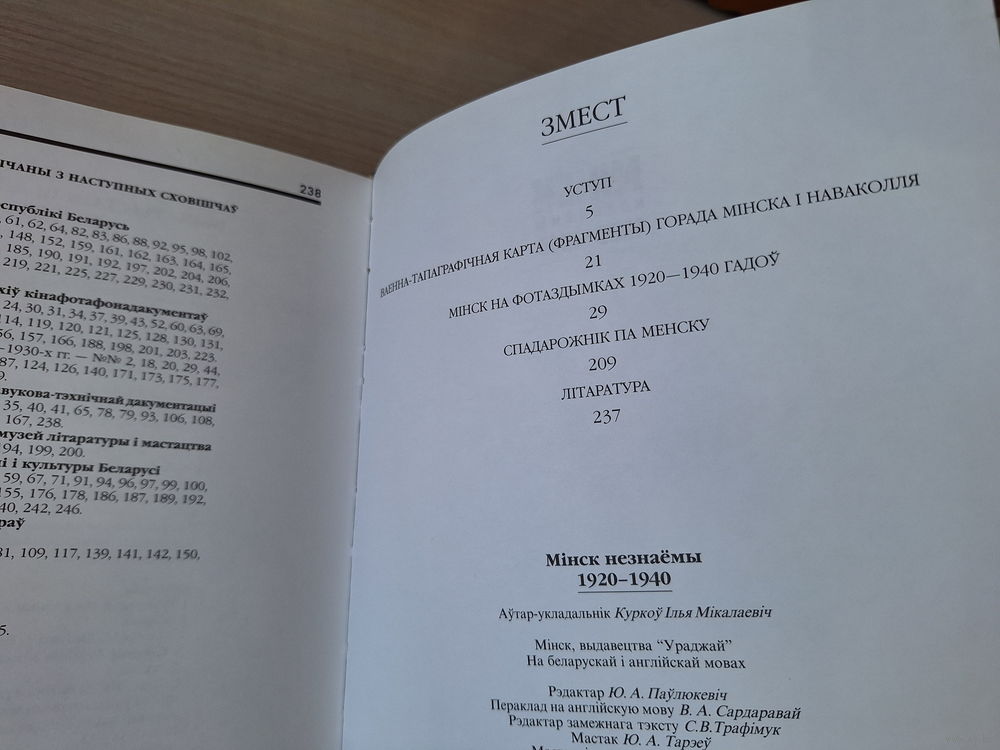 238
ІЧАНЫ З НАСТУПНЫХ СХОВІШЧАЎ
Беларусь
61, 62, 64, 82, 83, 86, 88, 92, 95, 98, 102,
148, 152, 159, 161, 162, 163, 164, 165,
185, 190, 191, 192, 197, 202, 204, 206,
219, 221, 225, 227, 229, 230, 231, 232,
кінафотафонадакументаў
24, 30, 31, 34, 37, 39, 43, 52, 60, 63, 69,
114, 119, 120, 121, 125, 128, 130, 131,
56, 157, 166, 188, 198, 201, 203, 223.
–1930-х гг. — №№ 2, 18, 20, 29, 44,
87, 124, 126, 140, 171, 173, 175, 177,
9.
вукова-тэхнічнай дакументацыі
35, 40, 41, 65, 78, 79, 93, 106, 108,
167, 238.
музей літаратуры і мастацтва
94, 199, 200.
і культуры Беларусі
59, 67, 71, 91, 94, 96, 97, 99, 100,
155, 176, 178, 186, 187, 189, 192,
40, 242, 246.
раў
81, 109, 117, 139, 141, 142, 150,
5.
ЗМЕСТ
УСТУП
5
ВАЕННА-ТАПАГРАФІЧНАЯ КАРТА (ФРАГМЕНТЫ) ГОРАДА МІНСКА І НАВАКОЛЛЯ
21
МІНСК НА ФОТАЗДЫМКАХ 1920—1940 ГАДОЎ
29
СПАДАРОЖНІК ПА МЕНСКУ
209
ЛІТАРАТУРА
237
Мінск незнаёмы
1920–1940
Аўтар-укладальнік Куркоў Ілья Мікалаевіч
Мінск, выдавецтва “Ураджай”
На беларускай і англійскай мовах
Рэдактар Ю. А. Паўлюкевіч
Пераклад на англійскую мову В. А. Сардаравай
Рэдактар замежнага тэксту С.В.Трафімук
Мастак Ю. А. Тарэеў